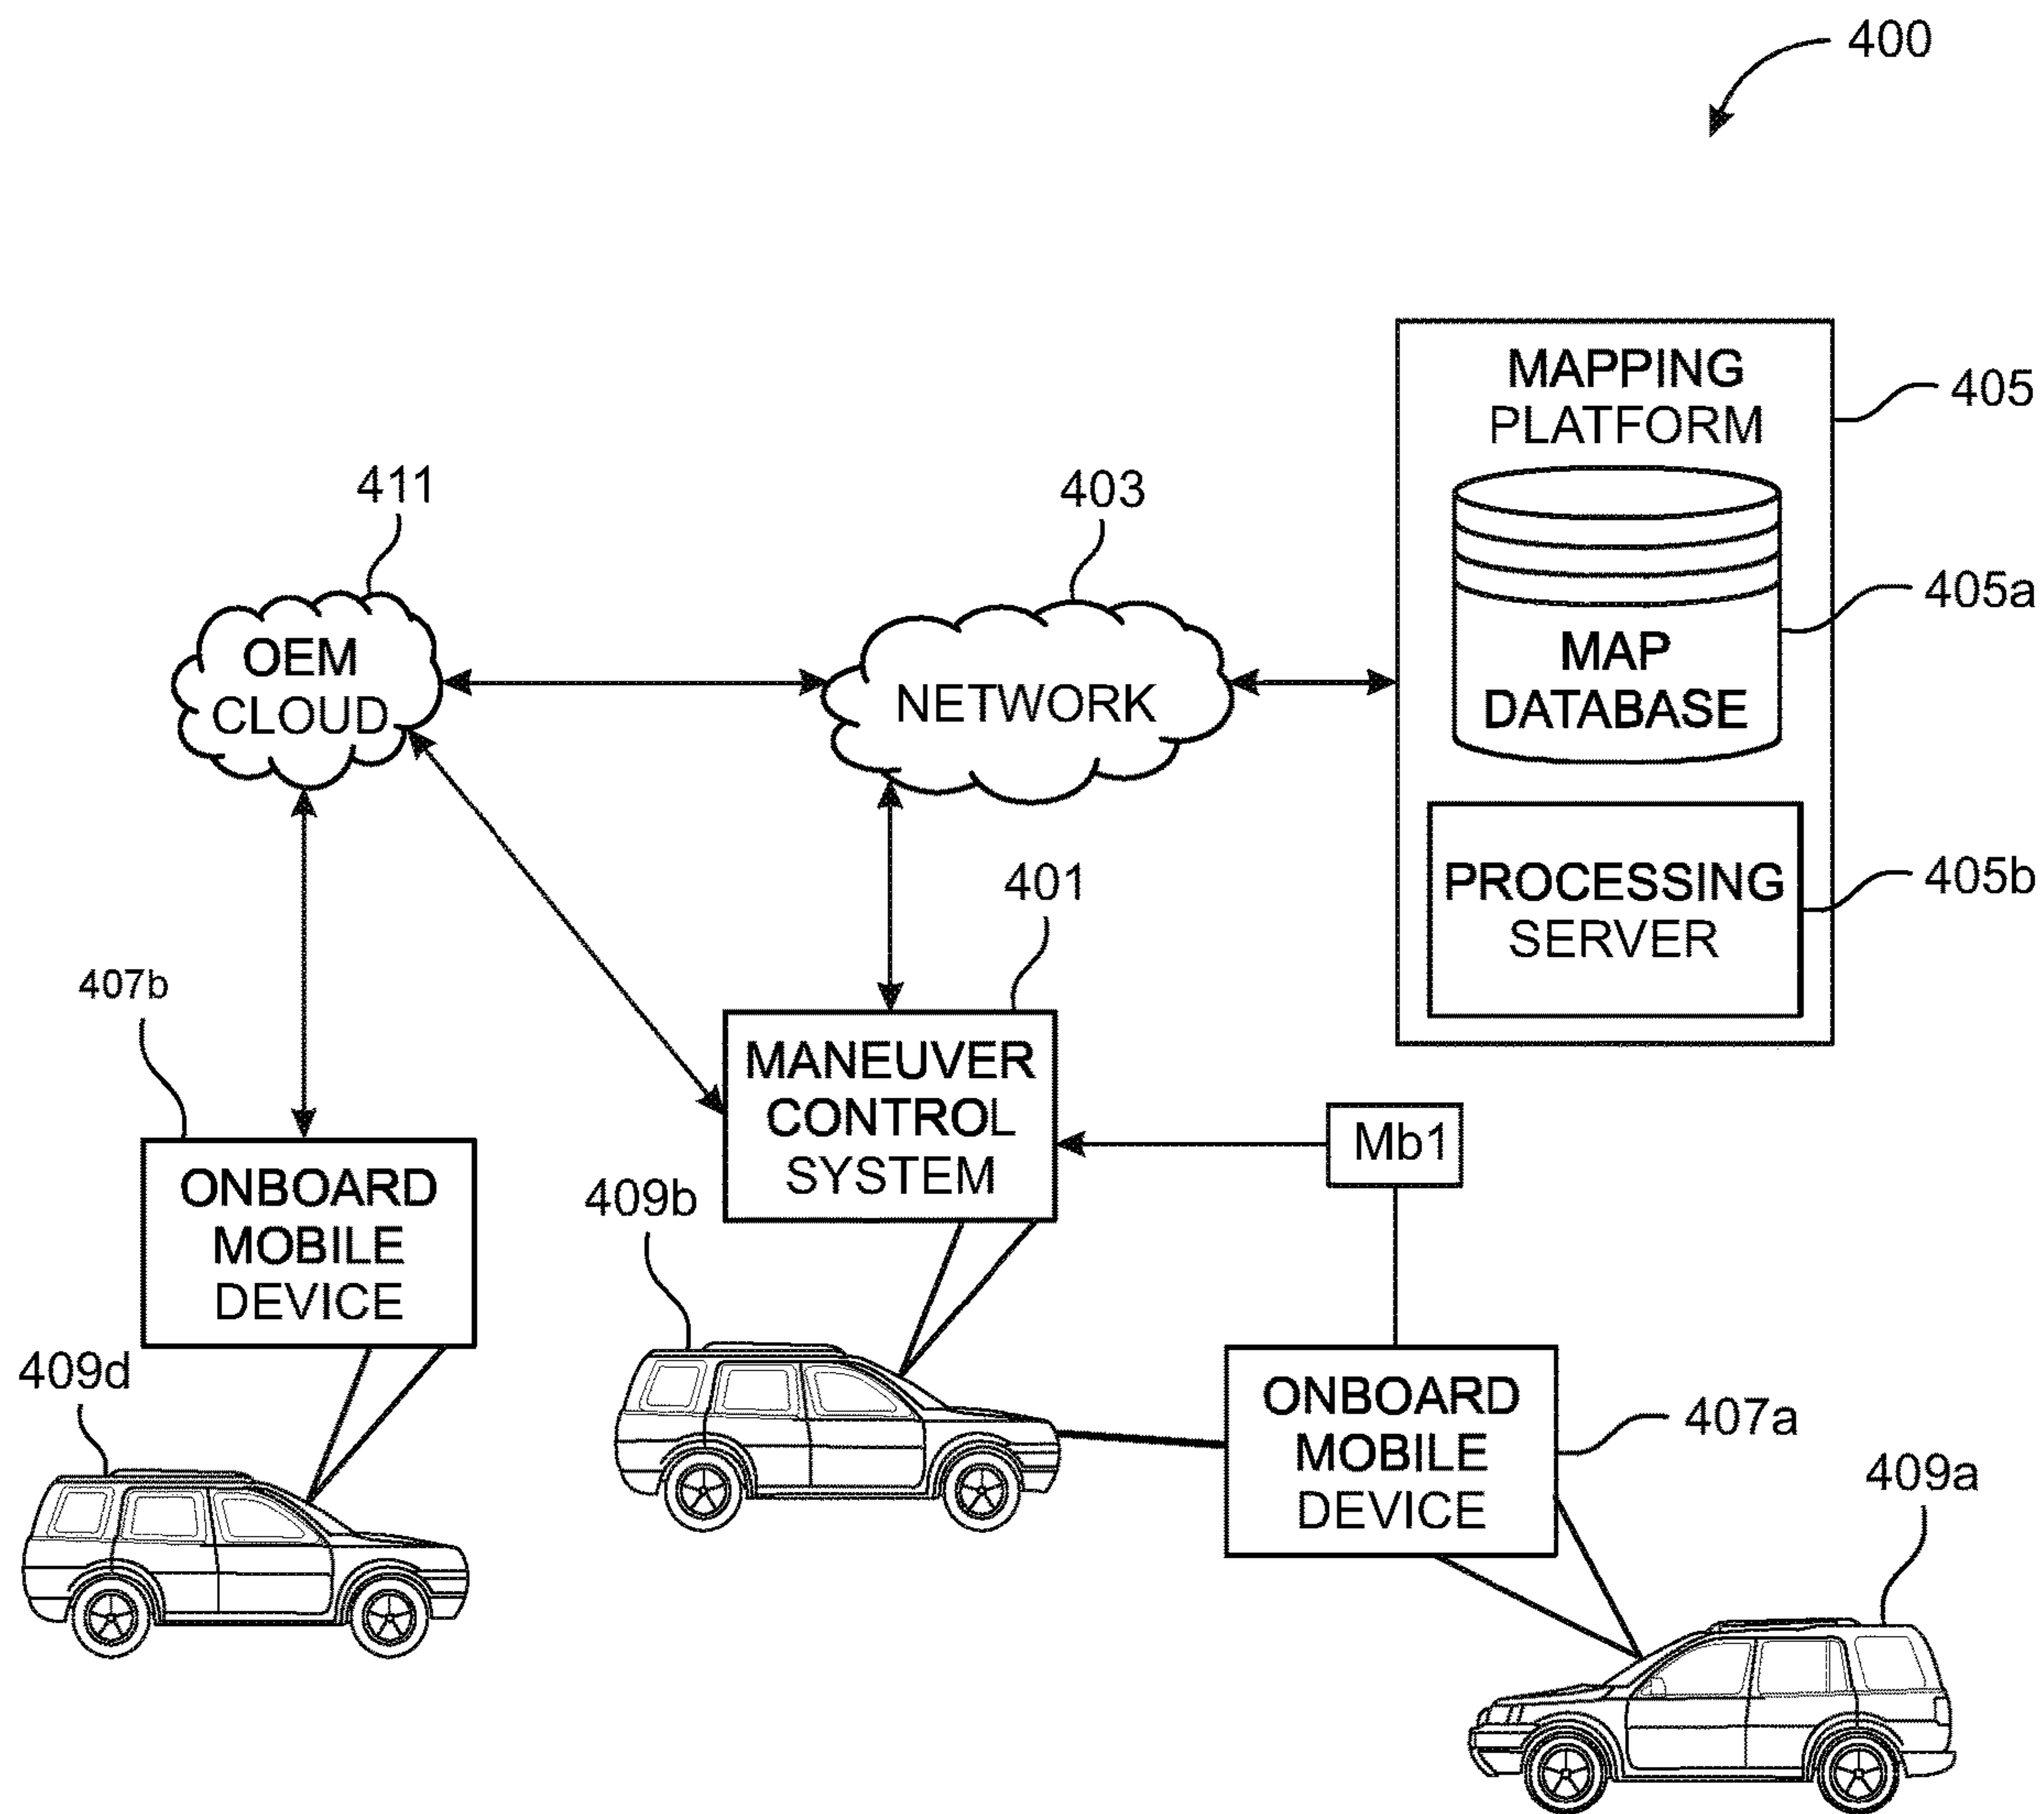 400
MAPPING
PLATFORM
405
411
403
405a
OEM
CLOUD
NETWORK
MAP
DATABASE
401
PROCESSING
SERVER
405b
407b
MANEUVER
CONTROL
SYSTEM
Mb1
ONBOARD
MOBILE
DEVICE
409b
409d
ONBOARD
MOBILE
DEVICE
407a
409a